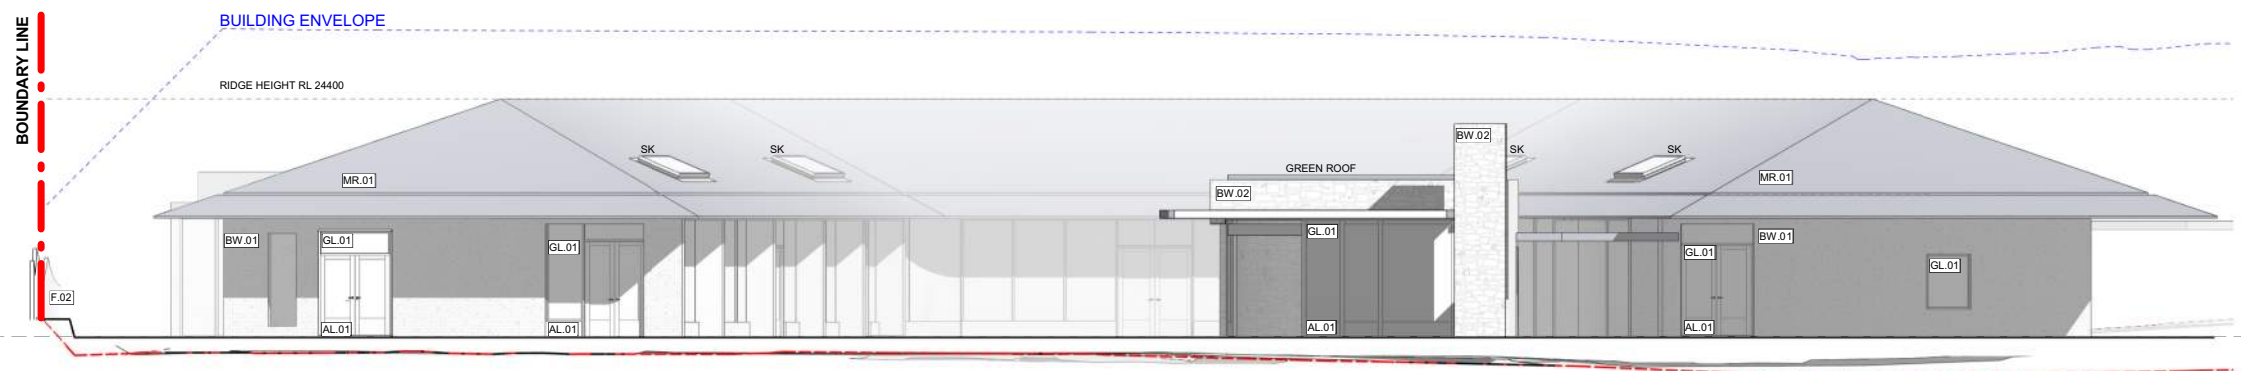 BUILDING ENVELOPE
BOUNDARY LINE
RIDGE HEIGHT RL 24400
BW.02
SK
SK
SK
SK
GREEN ROOF
MR.01
MR.01
BW.02
BW.01
GL.01
GL.01
GL.01
GL.01
BW.01
GL.01
F.02
AL.01
AL.01
AL.01
AL.01